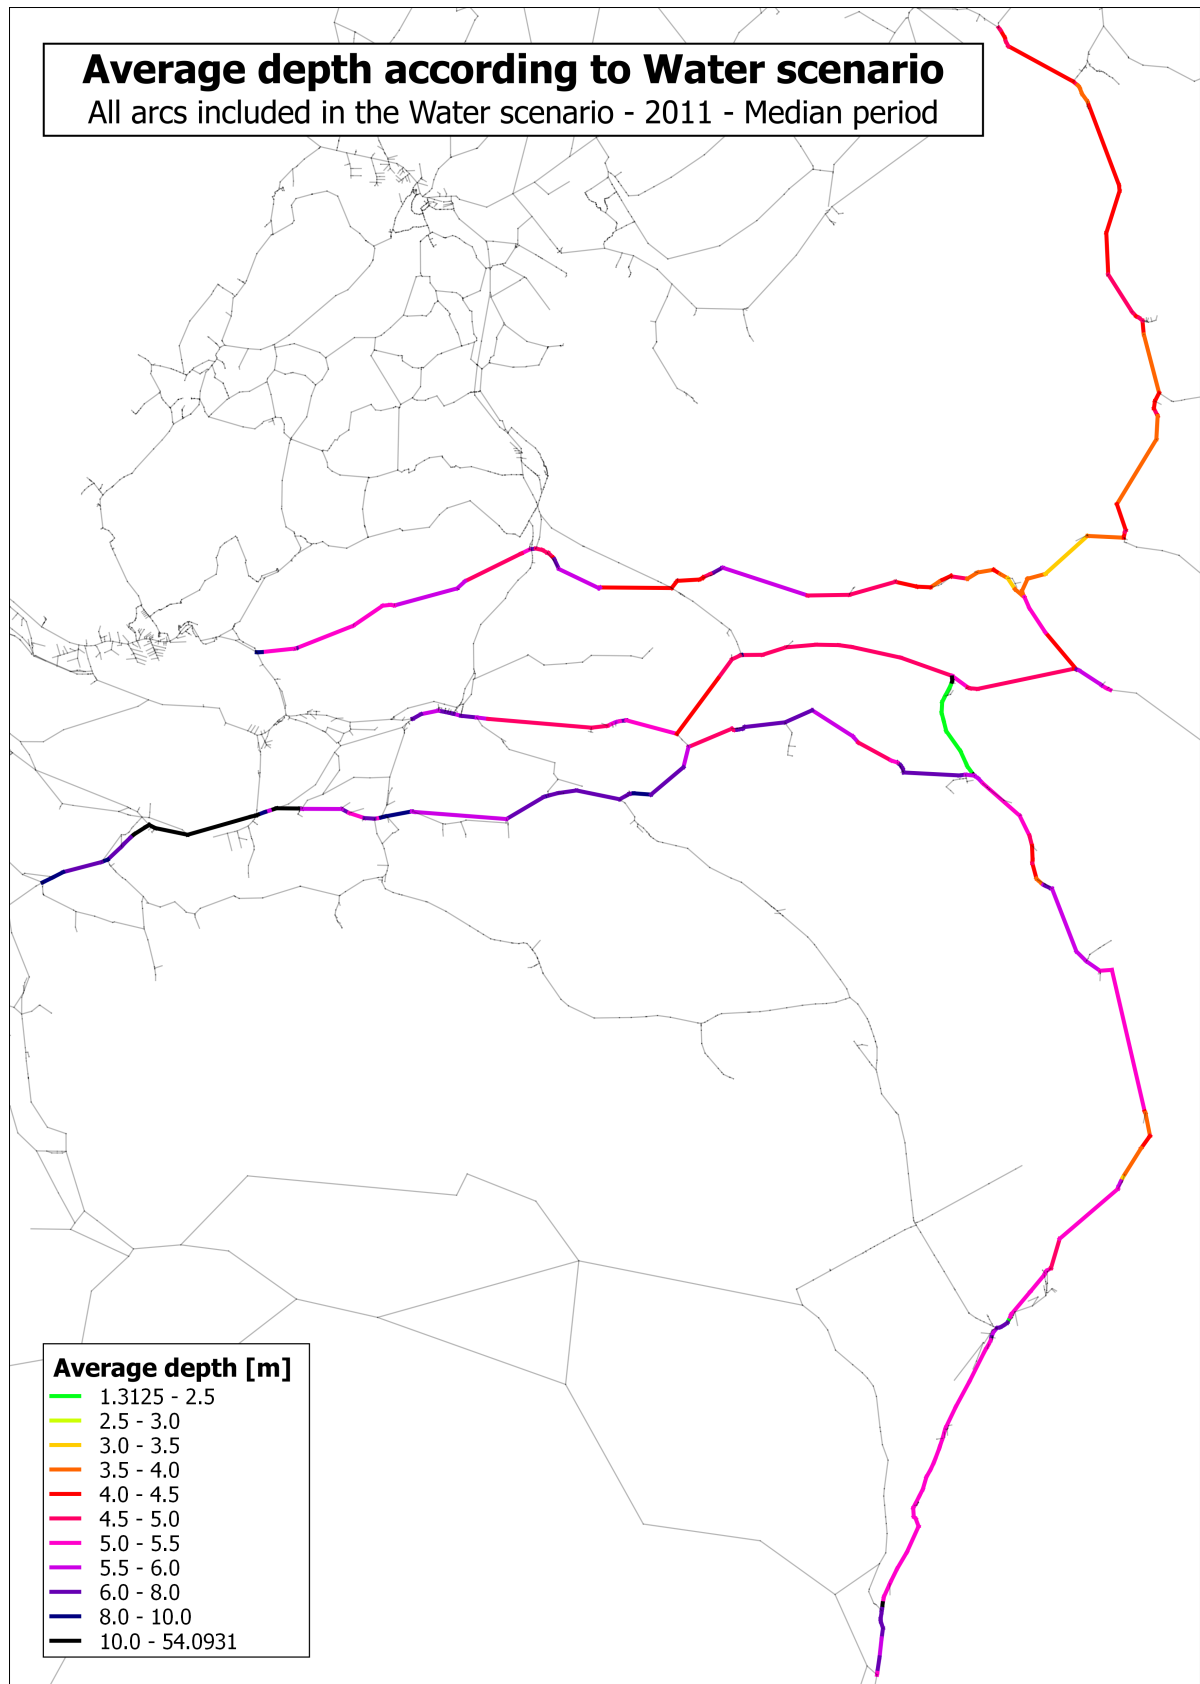 Average depth according to Water scenario
All arcs included in the Water scenario - 2011 - Median period
Average depth [m]
1.3125 - 2.5
2.5 - 3.0
3.0 - 3.5
3.5 - 4.0
4.0 - 4.5
4.5 - 5.0
5.0 - 5.5
5.5 - 6.0
6.0 - 8.0
8.0 - 10.0
10.0 - 54.0931